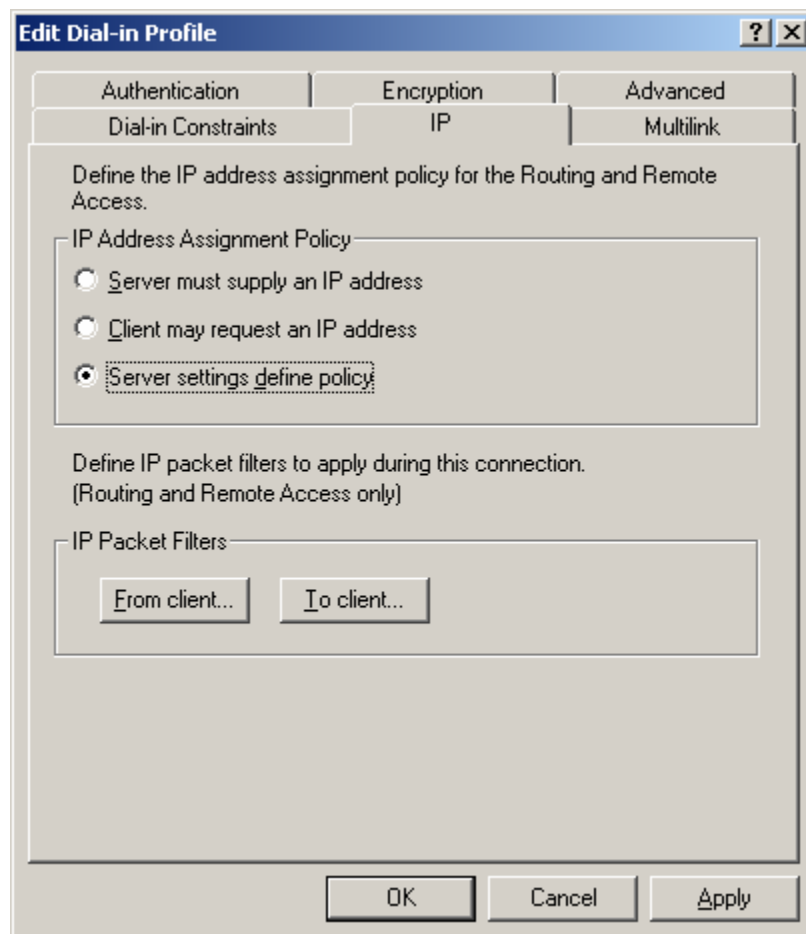 Edit Dial-in Profile
Authentication Encryption Advanced
Dial-in Constraints IP Multilink
Define the IP address assignment policy for the Routing and Remote
Access.
IP Address Assignment Policy
Server must supply an IP address
Client may request an IP address
Server settings define policy
Define IP packet filters to apply during this connection.
(Routing and Remote Access only)
IP Packet Filters
From client... To client...
OK Cancel Apply